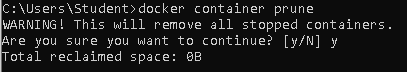 C:\Users\Student>docker container prune
WARNING! This will remove all stopped containers.
Are you sure you want to continue? [y/N] y
Total reclaimed space: 0B